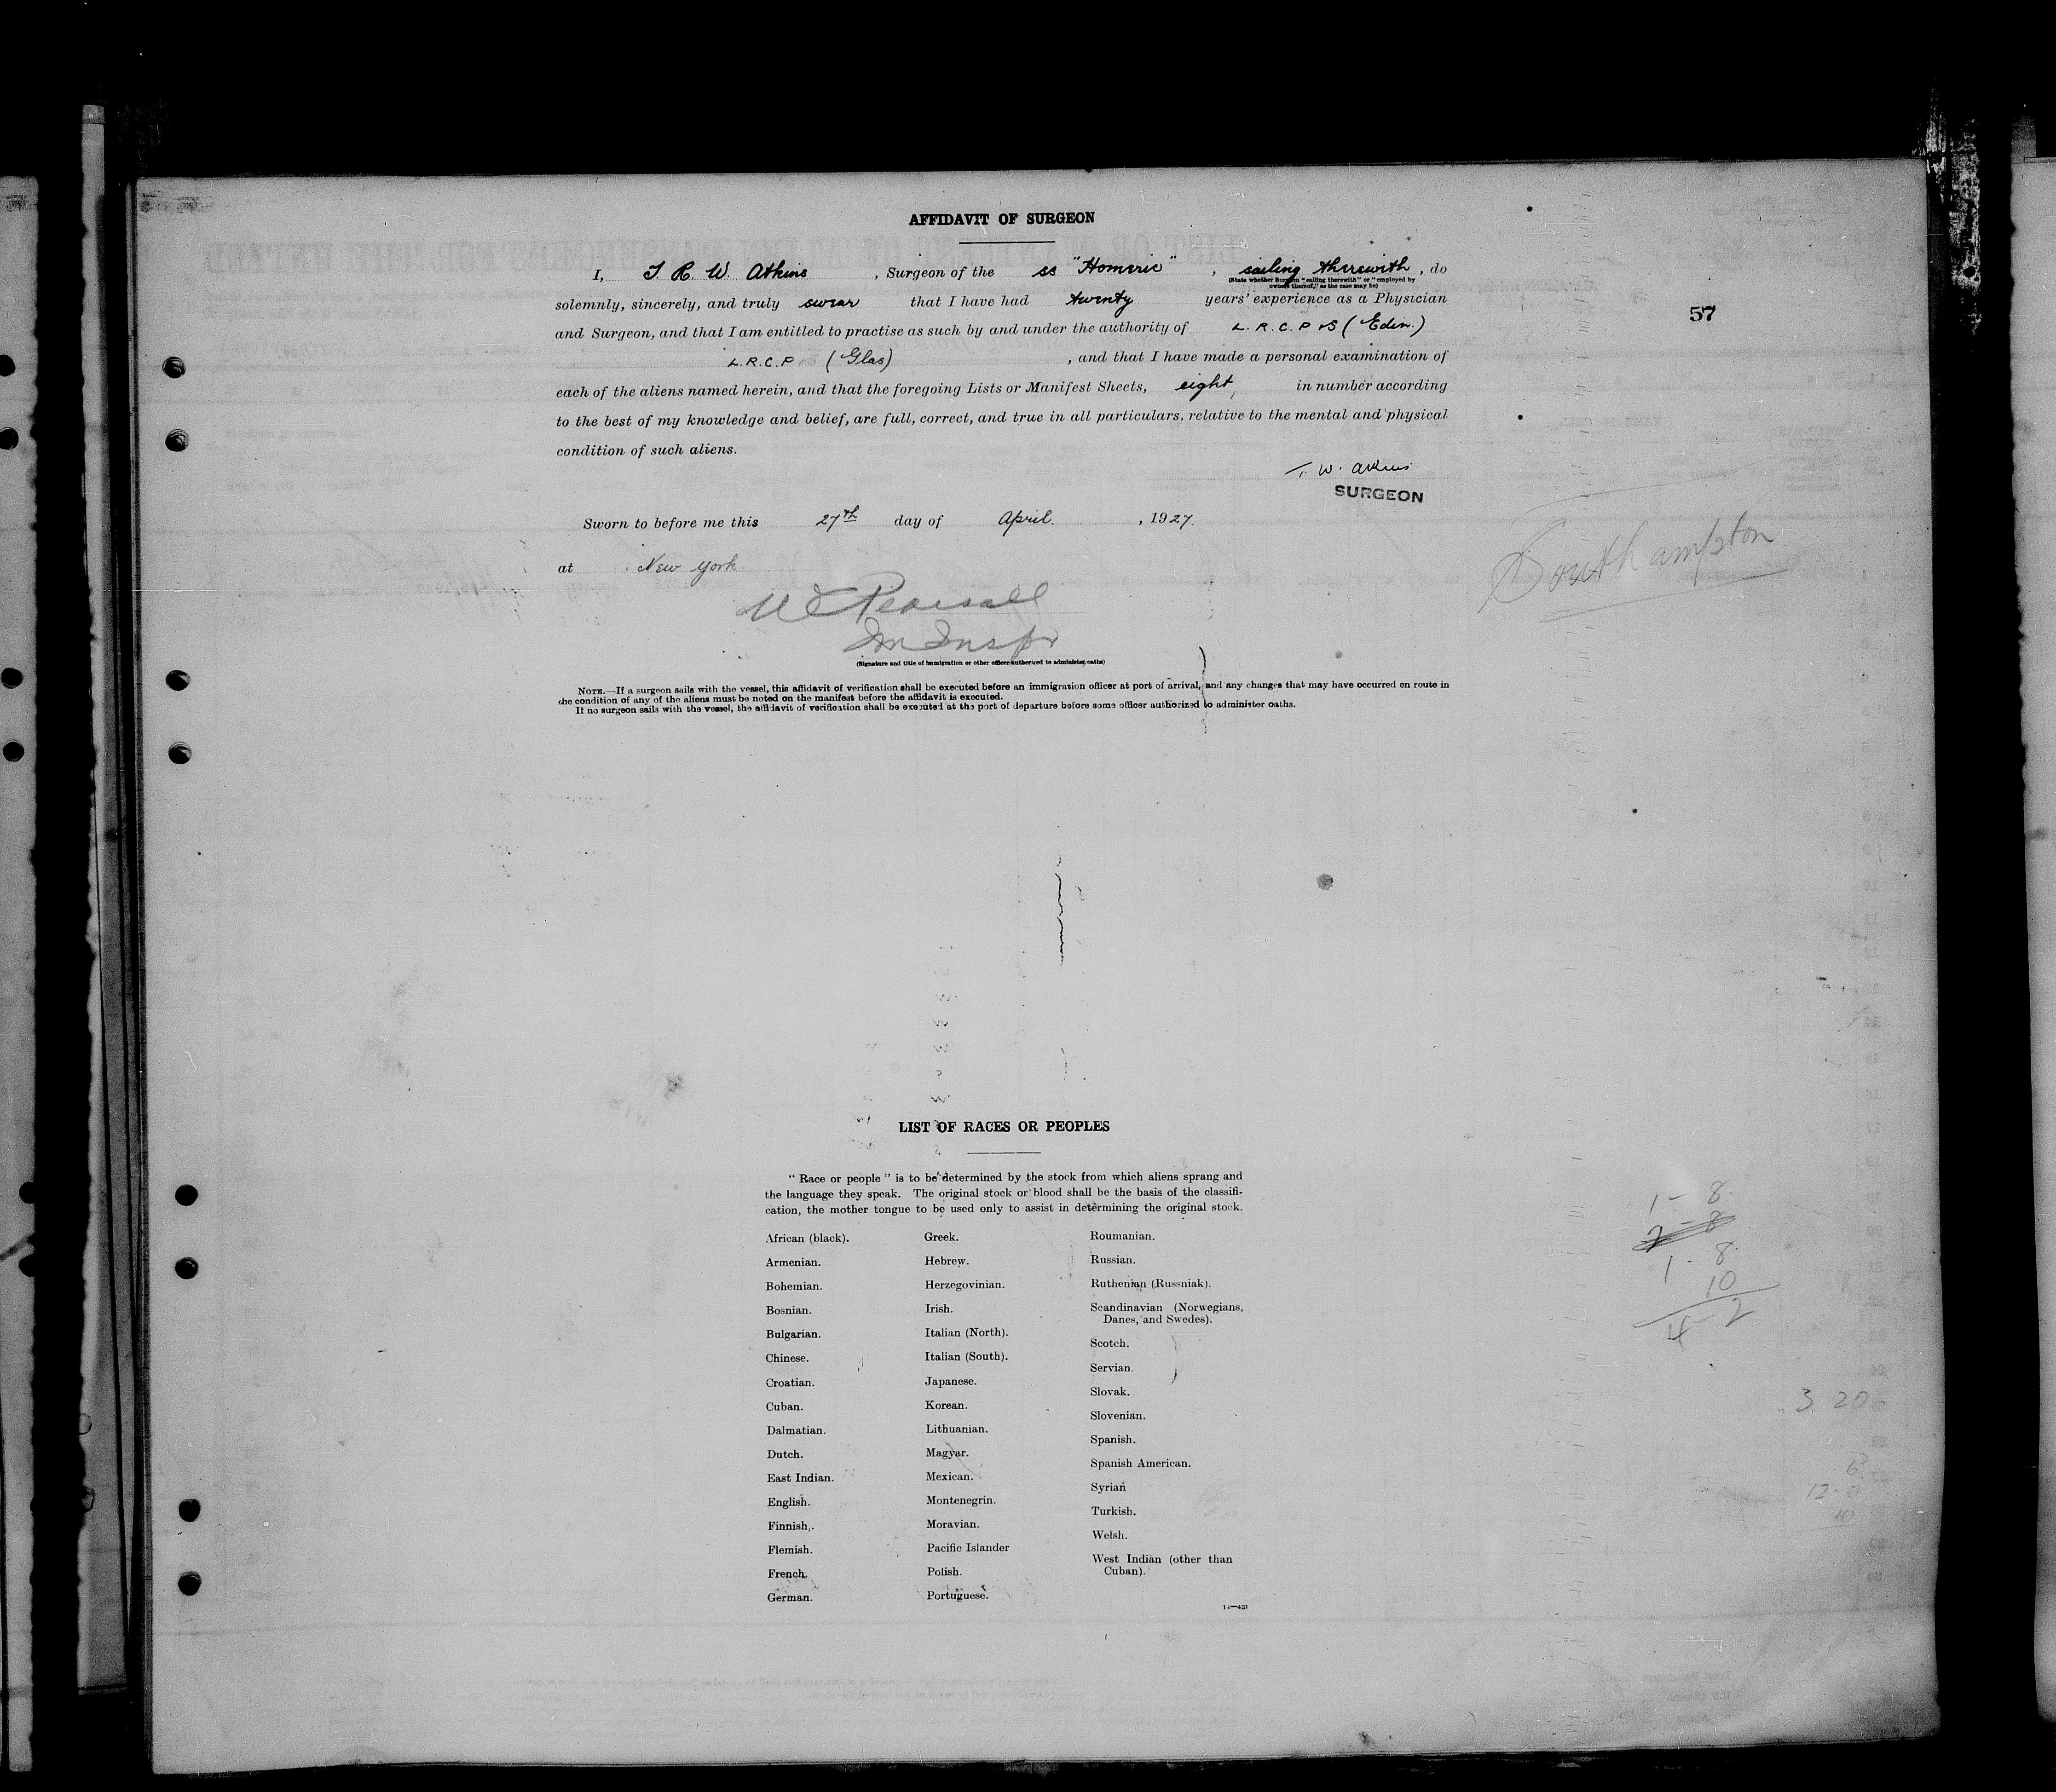 AFFIDAVIT OF SURGEON
I, T. R. W. Atkins, Surgeon of the ss "Homeric", sailing therewith, do
(State whether Surgeon "sailing therewith" or "employed by
owners thereof," as the case may be)
solemnly, sincerely, and truly swear that I have had twenty years' experience as a Physician
57
and Surgeon, and that I am entitled to practise as such by and under the authority of L.R.C.P &S (Edin.)
L.R.C.P (Glas), and that I have made a personal examination of
each of the aliens named herein, and that the foregoing Lists or Manifest Sheets, eight, in number according
to the best of my knowledge and belief, are full, correct, and true in all particulars, relative to the mental and physical
condition of such aliens.
T. W. Atkins
SURGEON
Sworn to before me this 27th day of April, 1927.
Southampton
at New York
Pearsall
Im Inspr
(Signature and title of immigration or other officer authorized to administer oaths)
NOTE.—If a surgeon sails with the vessel, this affidavit of verification shall be executed before an immigration officer at port of arrival, and any changes that may have occurred en route in
the condition of any of the aliens must be noted on the manifest before the affidavit is executed.
If no surgeon sails with the vessel, the affidavit of verification shall be executed at the port of departure before some officer authorized to administer oaths.
LIST OF RACES OR PEOPLES
"Race or people" is to be determined by the stock from which aliens sprang and
the language they speak. The original stock or blood shall be the basis of the classifi-
cation, the mother tongue to be used only to assist in determining the original stock.
African (black).
Armenian.
Bohemian.
Bosnian.
Bulgarian.
Chinese.
Croatian.
Cuban.
Dalmatian.
Dutch.
East Indian.
English.
Finnish.
Flemish.
French.
German.
Greek.
Hebrew.
Herzegovinian.
Irish.
Italian (North).
Italian (South).
Japanese.
Korean.
Lithuanian.
Magyar.
Mexican.
Montenegrin.
Moravian.
Pacific Islander
Polish.
Portuguese.
Roumanian.
Russian.
Ruthenian (Russniak).
Scandinavian (Norwegians,
Danes, and Swedes).
Scotch.
Servian.
Slovak.
Slovenian.
Spanish.
Spanish American.
Syrian
Turkish.
Welsh.
West Indian (other than
Cuban).
14—431
1 - 8
2 - 8
1 - 8
10
4 - 2
3 20
6
12 - 0
10